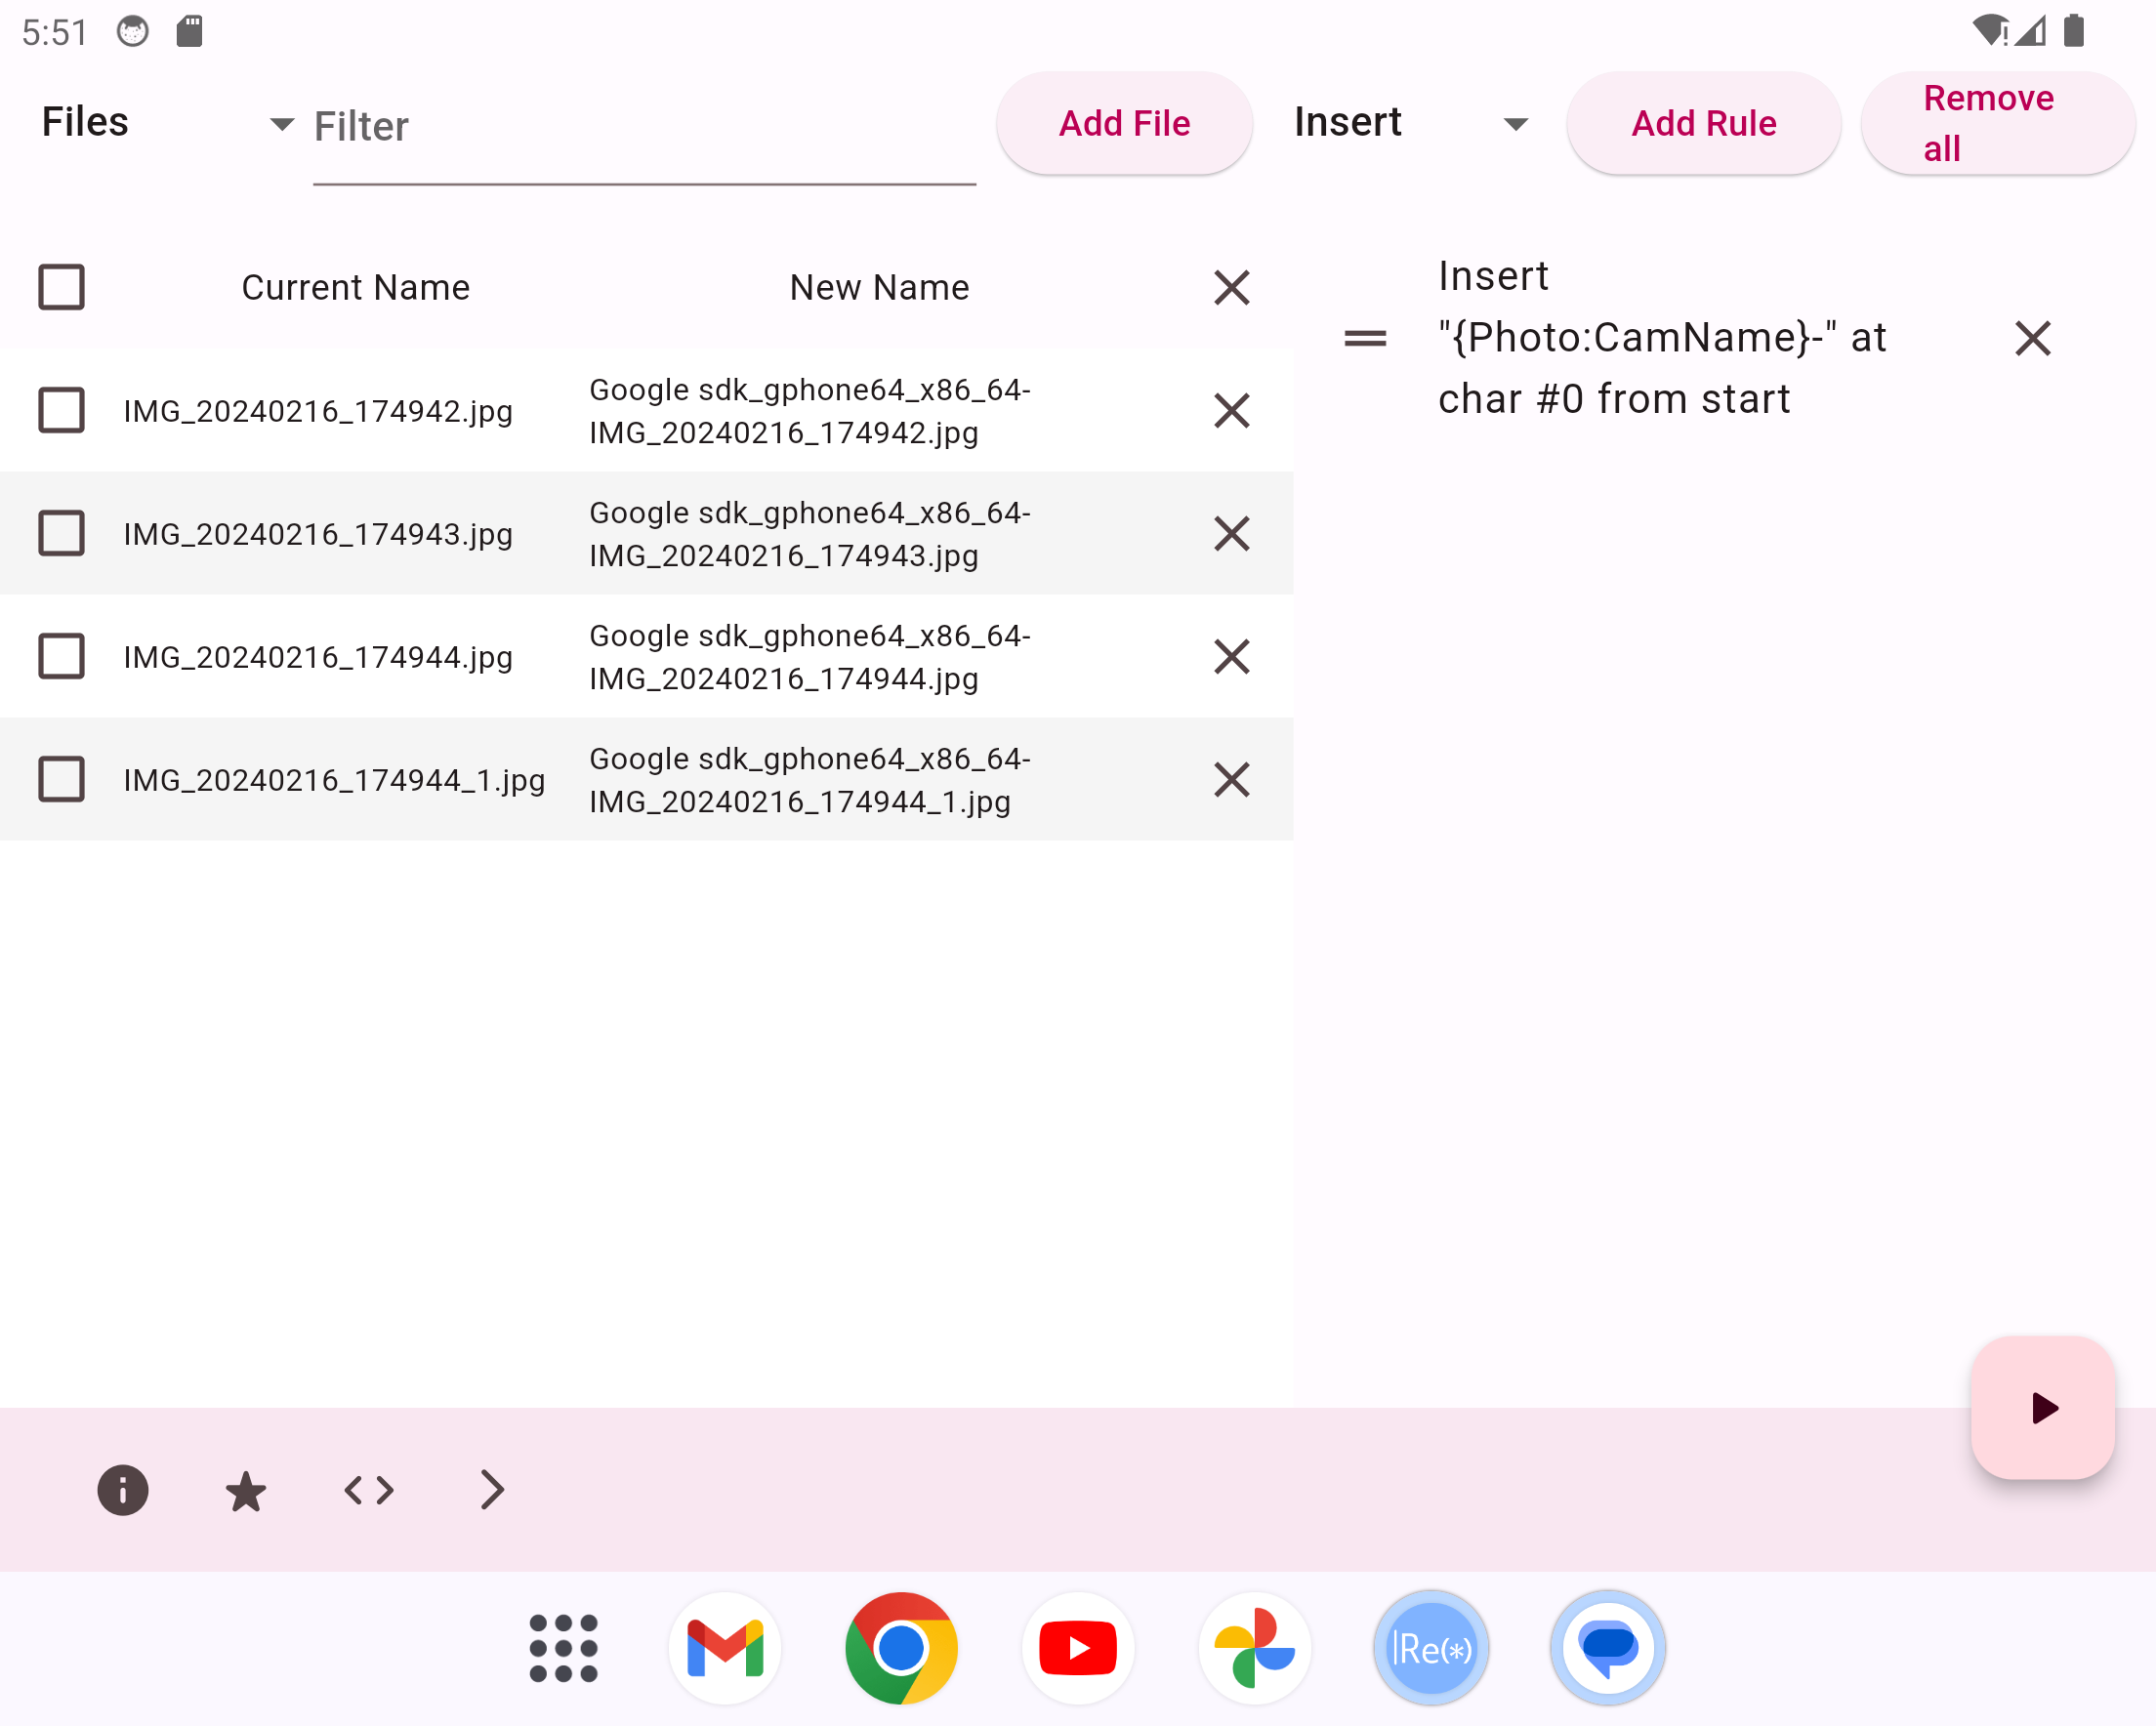 5:51
Files
Filter
Add File
Insert
Add Rule
Remove
all
Current Name
New Name
IMG_20240216_174942.jpg
Google sdk_gphone64_x86_64-
IMG_20240216_174942.jpg
IMG_20240216_174943.jpg
Google sdk_gphone64_x86_64-
IMG_20240216_174943.jpg
IMG_20240216_174944.jpg
Google sdk_gphone64_x86_64-
IMG_20240216_174944.jpg
IMG_20240216_174944_1.jpg
Google sdk_gphone64_x86_64-
IMG_20240216_174944_1.jpg
Insert
"{Photo:CamName}-" at
char #0 from start
|Re(*)